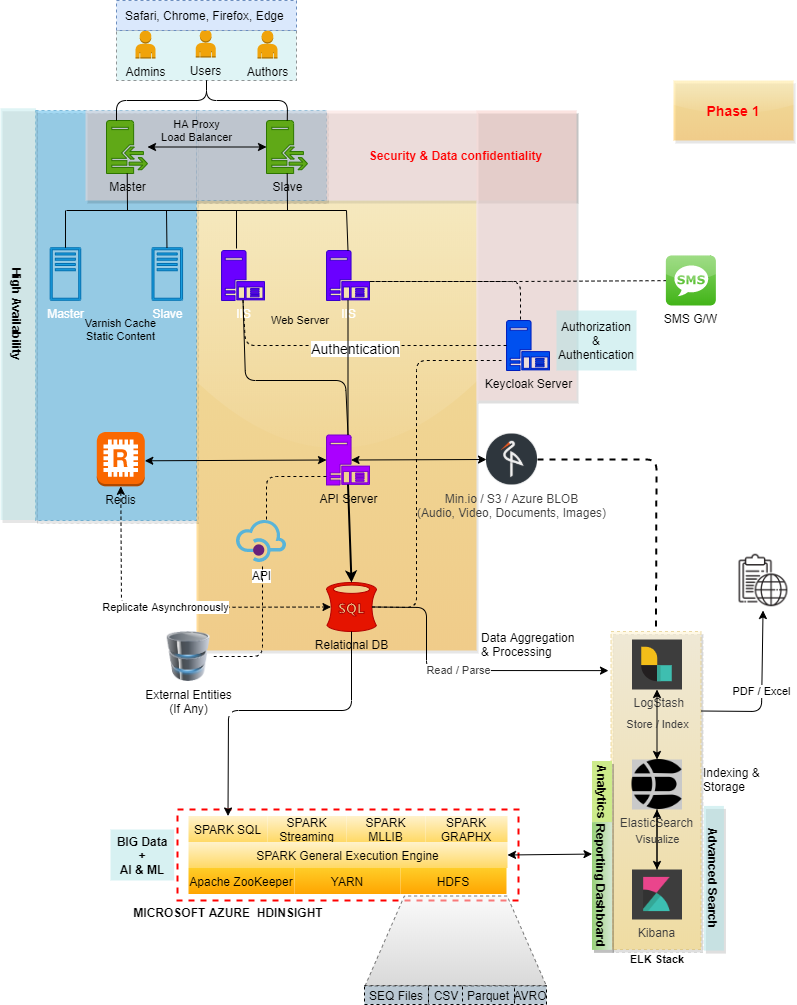 Safari, Chrome, Firefox, Edge
Admins
Users
Authors
Phase 1
HA Proxy
Load Balancer
Master
Slave
Security & Data confidentiality
High Availability
Master
Slave
Varnish Cache
Static Content
IIS
IIS
Web Server
SMS
SMS G/W
Authorization
&
Authentication
Authentication
Keycloak Server
R
Redis
API Server
Min.io / S3 / Azure BLOB
(Audio, Video, Documents, Images)
API
Replicate Asynchronously
SQL
Relational DB
External Entities
(If Any)
Data Aggregation
& Processing
Read / Parse
LogStash
Store / Index
PDF / Excel
Indexing &
Storage
ElasticSearch
Visualize
Kibana
ELK Stack
Analytics Reporting Dashboard
Advanced Search
BIG Data
+
AI & ML
SPARK SQL
SPARK
Streaming
SPARK
MLLIB
SPARK
GRAPHX
SPARK General Execution Engine
Apache ZooKeeper
YARN
HDFS
MICROSOFT AZURE HDINSIGHT
SEQ Files
CSV
Parquet
AVRO